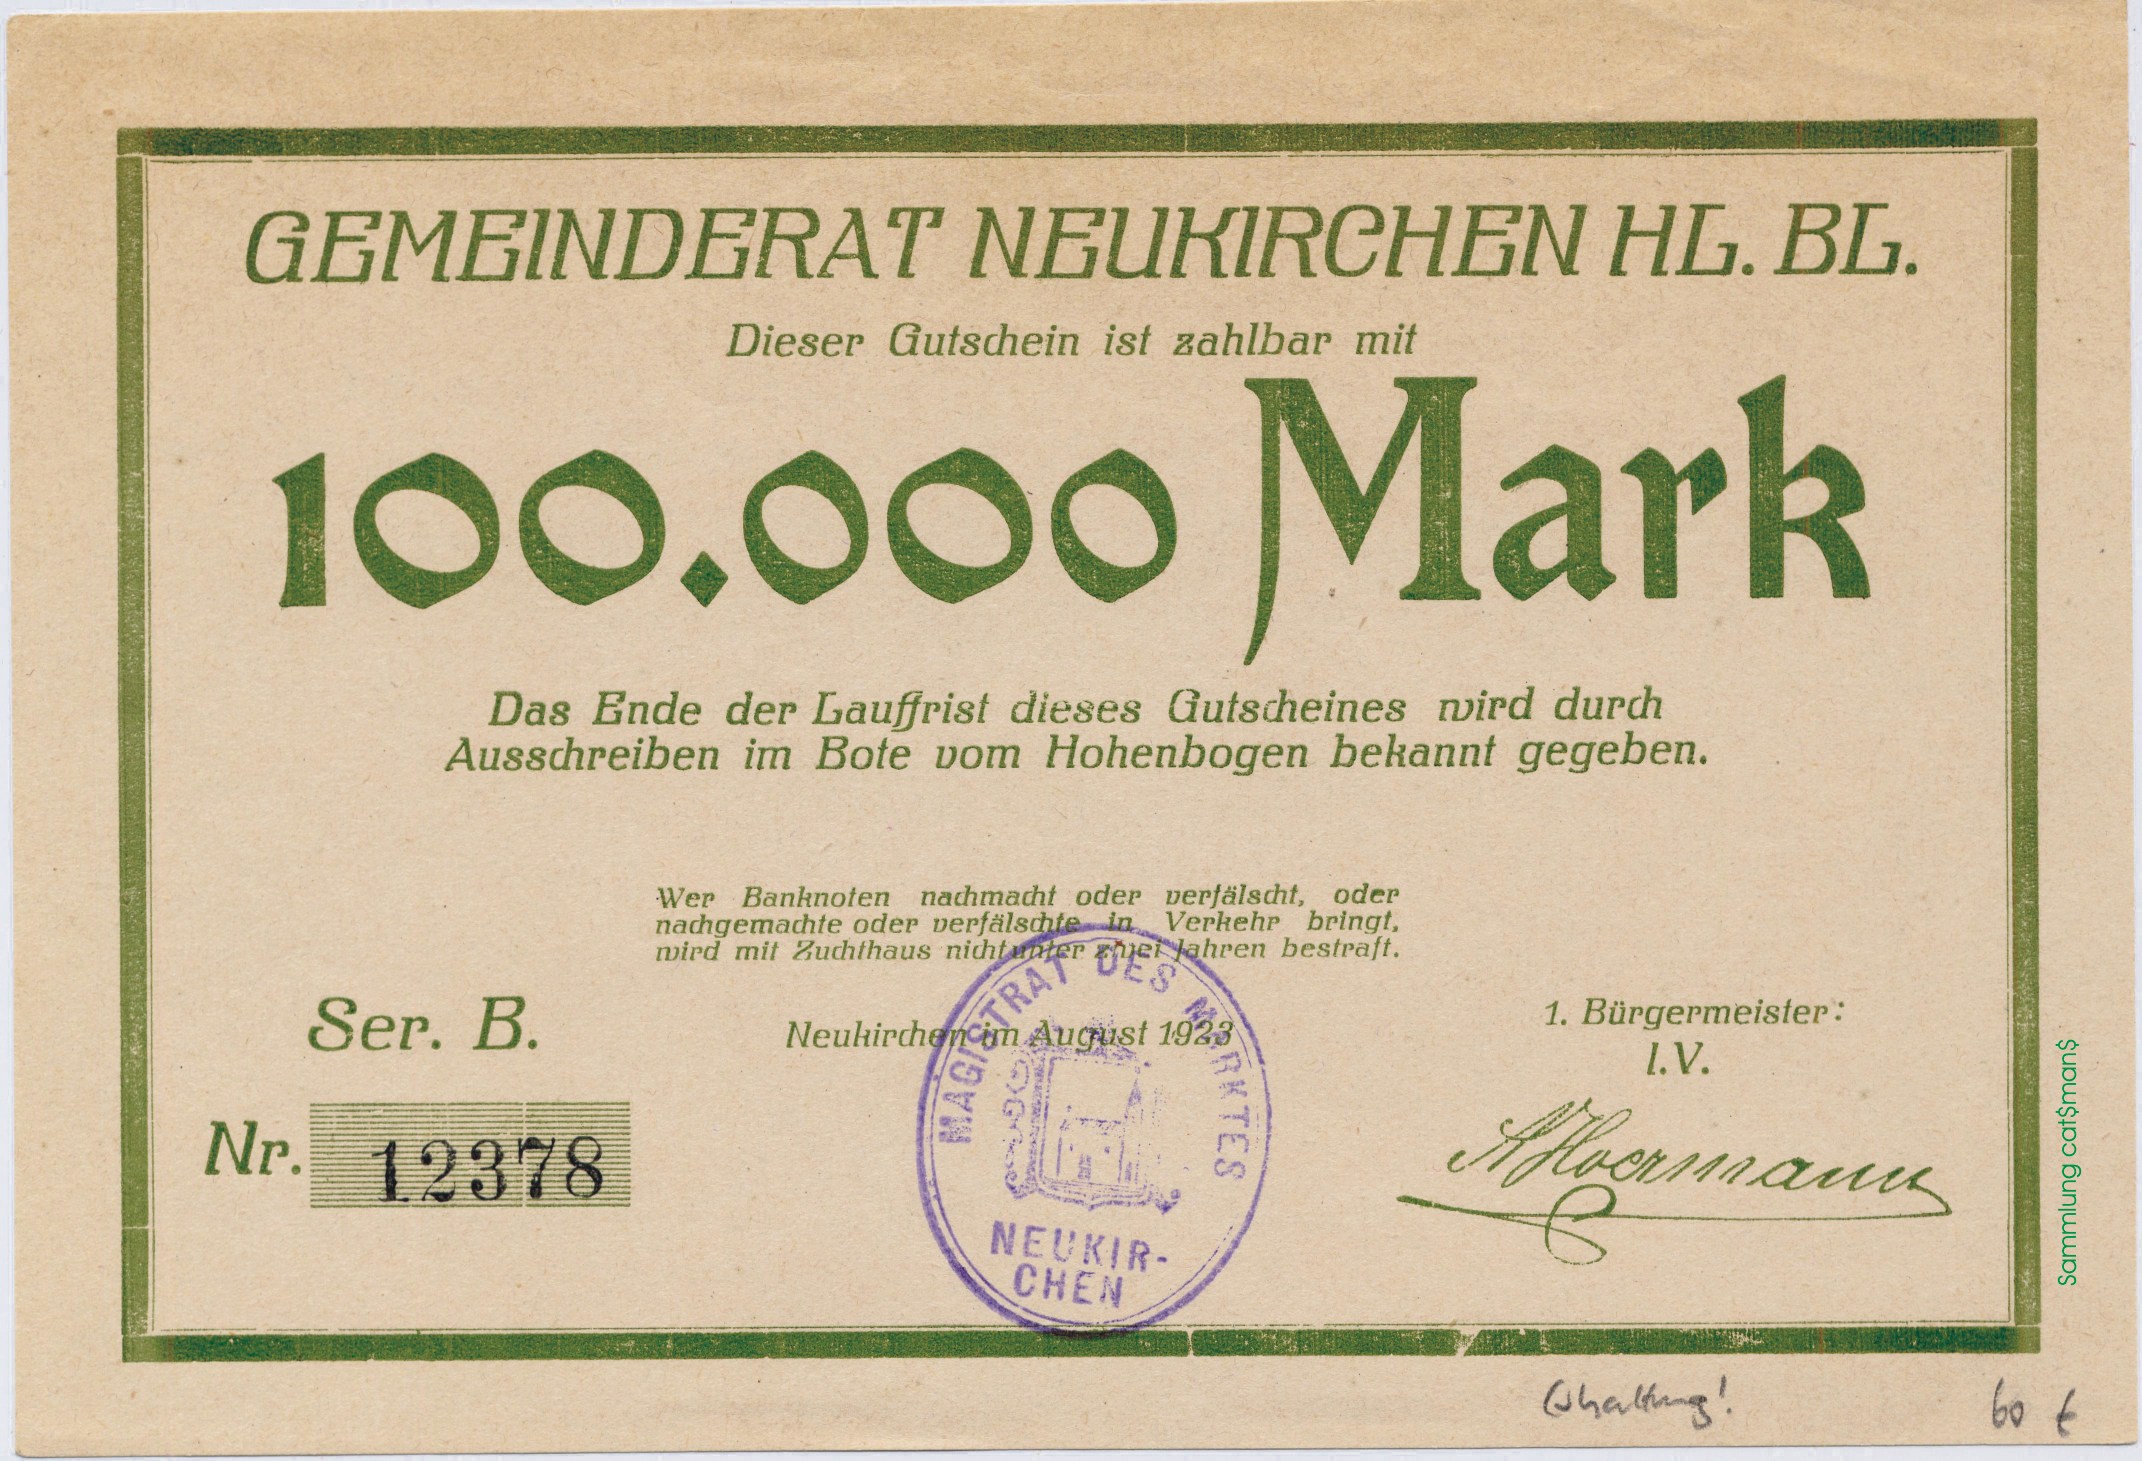 GEMEINDERAT NEUKIRCHEN HL. BL.
Dieser Gutschein ist zahlbar mit
100.000 Mark
Das Ende der Lauffrist dieses Gutscheines wird durch
Ausschreiben im Bote vom Hohenbogen bekannt gegeben.
Wer Banknoten nachmacht oder verfälscht, oder
nachgemachte oder verfälschte in Verkehr bringt,
wird mit Zuchthaus nicht unter zwei Jahren bestraft.
Ser. B.
Neukirchen im August 1923
1. Bürgermeister:
I.V.
Nr. 12378
MAGISTRAT DES MARKTES
NEUKIR-
CHEN
Hoermann
Sammlung cat$man$
Erhaltung!
60 €